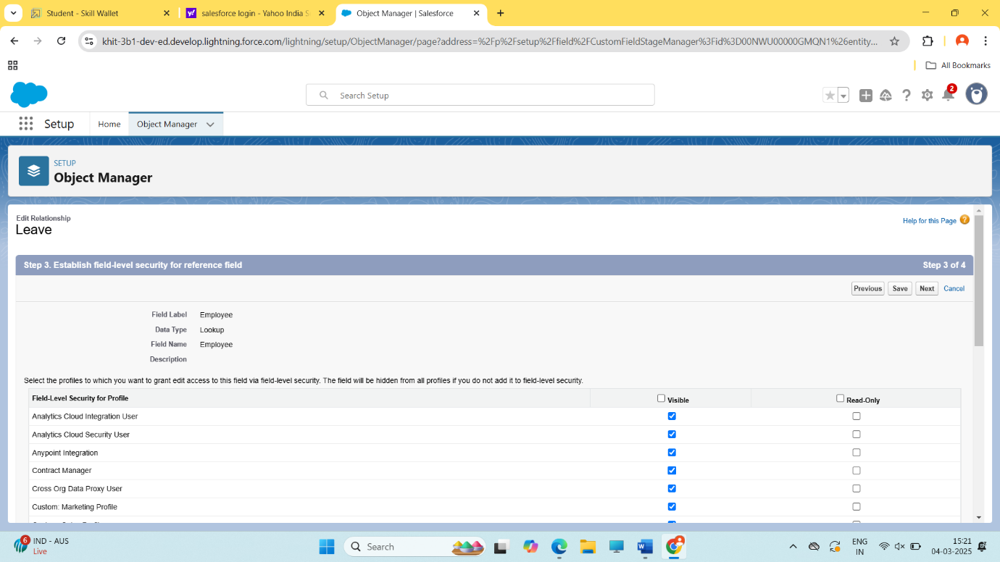 Student - Skill Wallet
salesforce login - Yahoo India S
Object Manager | Salesforce
khit-3b1-dev-ed.develop.lightning.force.com/lightning/setup/ObjectManager/page?address=%2Fp%2Fsetup%2Ffield%2FCustomFieldStageManager%3Fid%3D00NWU00000GMQN1%26entity...
All Bookmarks
Search Setup
2
Setup
Home
Object Manager
SETUP
Object Manager
Edit Relationship
Leave
Help for this Page ?
Step 3. Establish field-level security for reference field
Step 3 of 4
Previous Save Next Cancel
Field Label Employee
Data Type Lookup
Field Name Employee
Description
Select the profiles to which you want to grant edit access to this field via field-level security. The field will be hidden from all profiles if you do not add it to field-level security.
Field-Level Security for Profile Visible Read-Only
Analytics Cloud Integration User
Analytics Cloud Security User
Anypoint Integration
Contract Manager
Cross Org Data Proxy User
Custom: Marketing Profile
6
IND - AUS
Live
Search
ENG
IN
15:21
04-03-2025